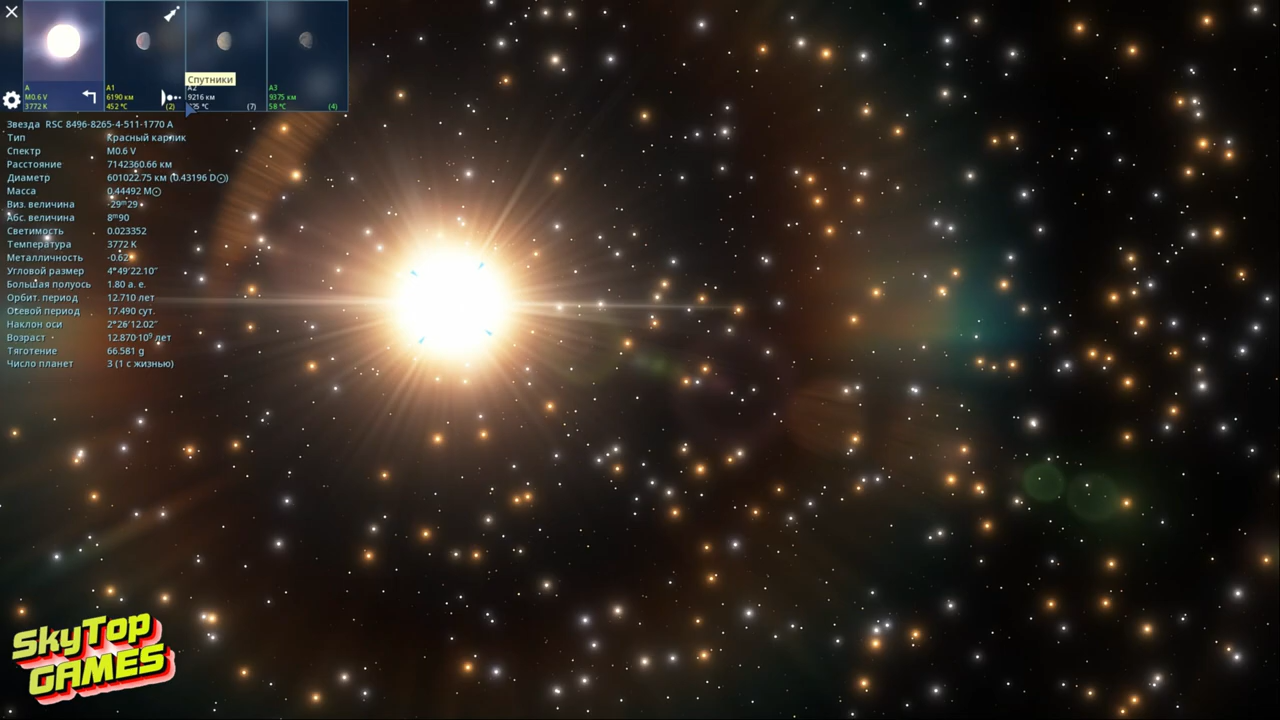 Спутники
A
M0.6 V
3772 K
A1
6190 км
452 °C
(2)
A2
9216 км
(7)
A3
9375 км
58 °C
(4)
Звезда RSC 8496-8265-4-511-1770 A
Тип Красный карлик
Спектр M0.6 V
Расстояние 7142360.66 км
Диаметр 601022.75 км (0.43196 D☉)
Масса 0.44492 M☉
Виз. величина -29ᵐ29
Абс. величина 8ᵐ90
Светимость 0.023352
Температура 3772 K
Металличность -0.62
Угловой размер 4°49'22.10"
Большая полуось 1.80 а. е.
Орбит. период 12.710 лет
Осевой период 17.490 сут.
Наклон оси 2°26'12.02"
Возраст 12.870·10⁹ лет
Тяготение 66.581 g
Число планет 3 (1 с жизнью)
SkyTop
GAMES